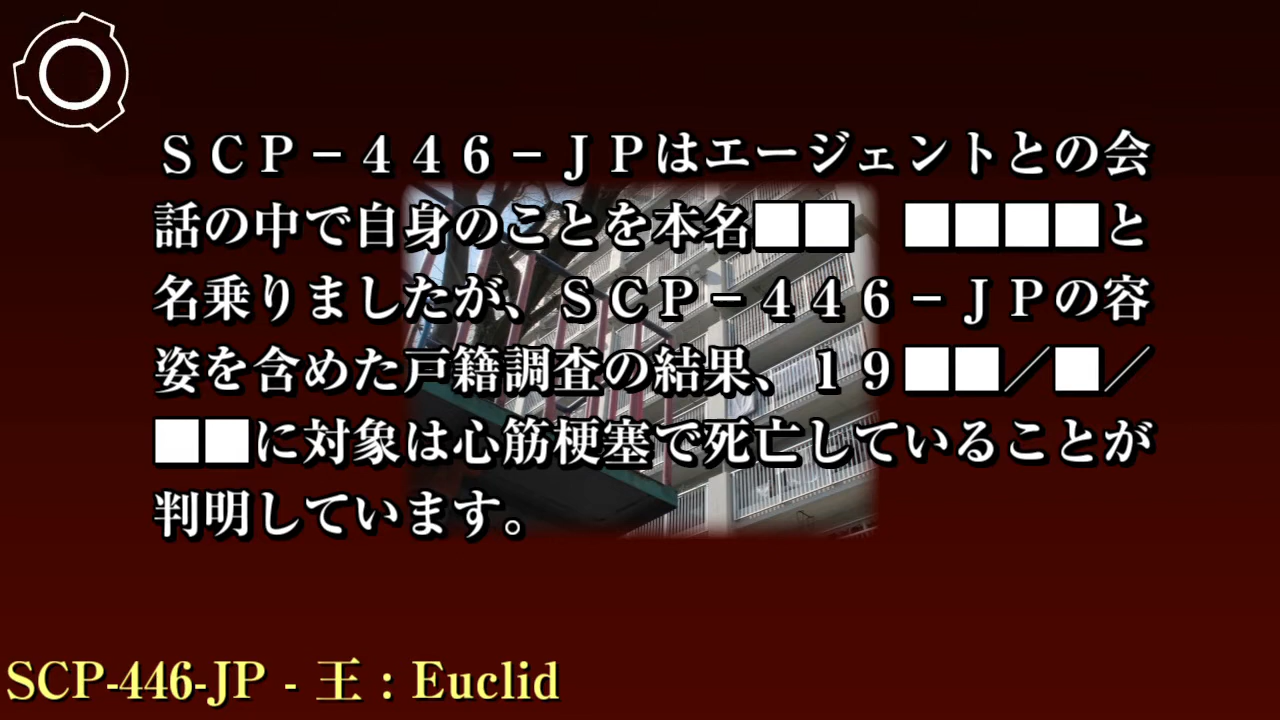 ＳＣＰ－４４６－ＪＰはエージェントとの会
話の中で自身のことを本名■■　■■■■と
名乗りましたが、ＳＣＰ－４４６－ＪＰの容
姿を含めた戸籍調査の結果、１９■■／■／
■■に対象は心筋梗塞で死亡していることが
判明しています。
SCP-446-JP - 王 : Euclid